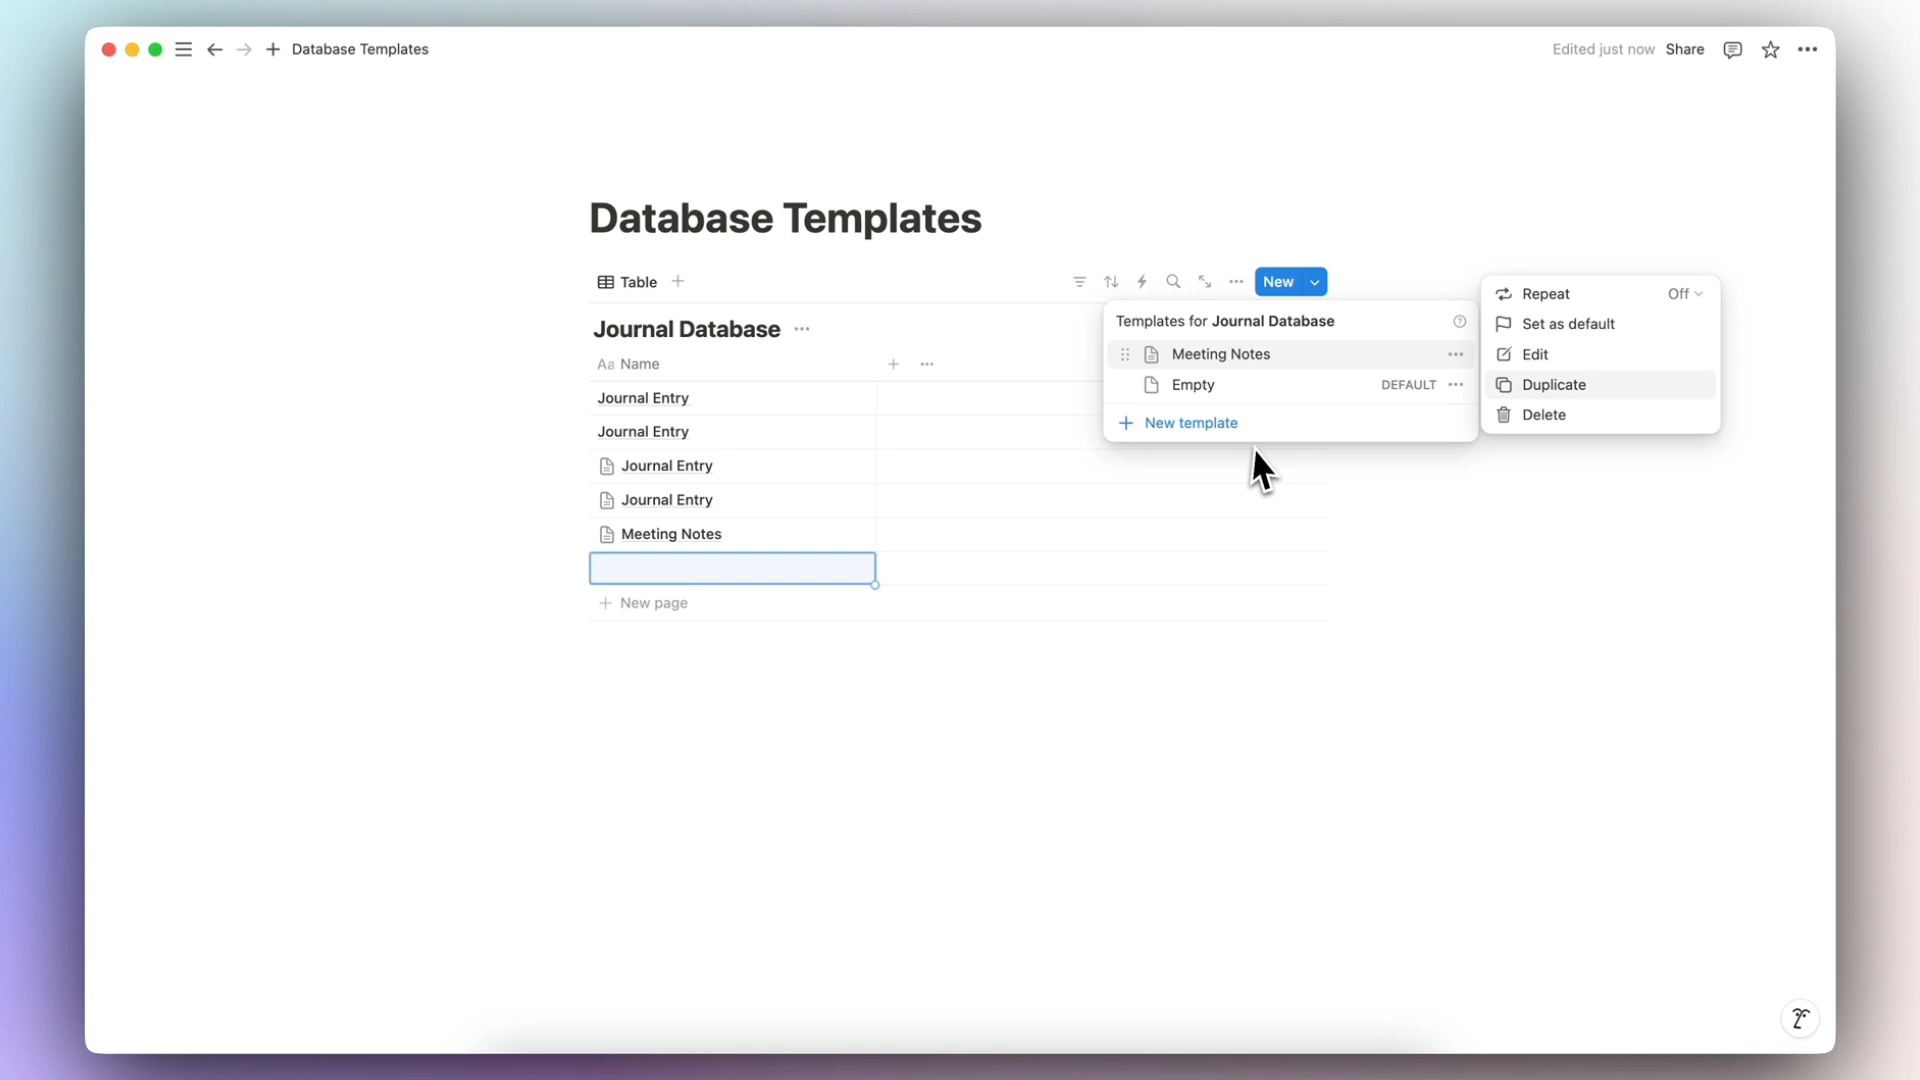 Database Templates
Edited just now Share
Database Templates
Table
New
Journal Database
Aa Name
Journal Entry
Journal Entry
Journal Entry
Journal Entry
Meeting Notes
New page
Templates for Journal Database
Meeting Notes
Empty DEFAULT
New template
Repeat Off
Set as default
Edit
Duplicate
Delete